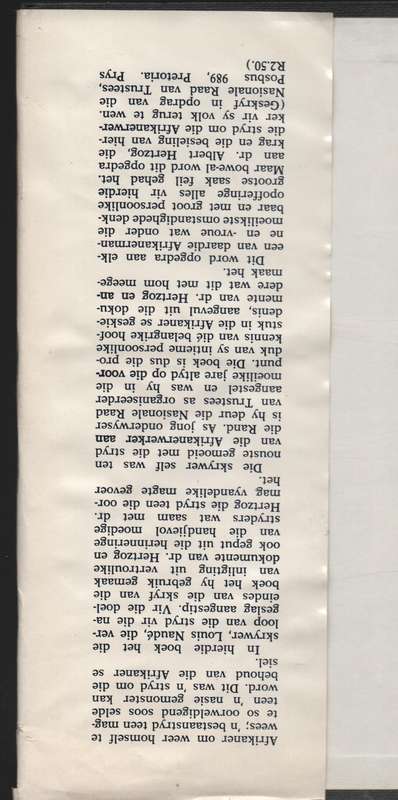 Afrikaner om weer homself te
wees; 'n bestaanstryd teen mag-
te so oorweldigend soos selde
teen 'n nasie gemonster kan
word. Dit was 'n stryd om die
behoud van die Afrikaner se
siel.
In hierdie boek het die
skrywer, Louis Naudé, die ver-
loop van die stryd vir die na-
geslag aangestip. Vir die doel-
eindes van die skryf van die
boek het hy gebruik gemaak
van inligting uit vertroulike
dokumente van dr. Hertzog en
ook geput uit die herinneringe
van die handjievol moedige
stryders wat saam met dr.
Hertzog die stryd teen die oor-
mag vyandelike magte gevoer
het.
Die skrywer self was ten
nouste gemoeid met die stryd
van die Afrikanerwerker aan
die Rand. As jong onderwyser
is hy deur die Nasionale Raad
van Trustees as organiseerder
aangestel en was hy in die
moeilike jare altyd op die voor-
punt. Die boek is dus die pro-
duk van sy intieme persoonlike
kennis van dié belangrike hoof-
stuk in die Afrikaner se geskie-
denis, aangevul uit die doku-
mente van dr. Hertzog en an-
dere wat dit met hom meege-
maak het.
Dit word opgedra aan elk-
een van daardie Afrikanerman-
ne en -vroue wat onder die
moeilikste omstandighede denk-
baar en met groot persoonlike
opofferinge alles vir hierdie
grootse saak feil gehad het.
Maar bowe-al word dit opgedra
aan dr. Albert Hertzog, die
krag en die besieling van hier-
die stryd om die Afrikanerwer-
ker vir sy volk terug te wen.
(Geskryf in opdrag van die
Nasionale Raad van Trustees,
Posbus 989, Pretoria. Prys
R2.50.)